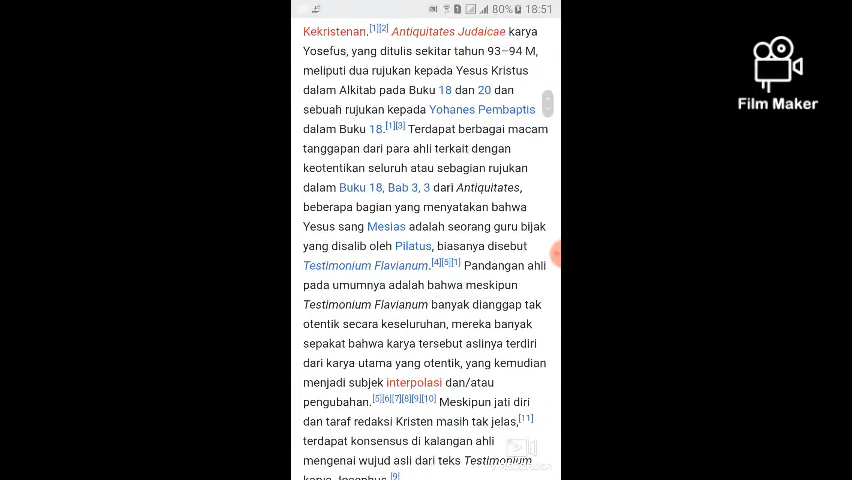 80% 18:51
Kekristenan.[1][2] Antiquitates Judaicae karya
Yosefus, yang ditulis sekitar tahun 93–94 M,
meliputi dua rujukan kepada Yesus Kristus
dalam Alkitab pada Buku 18 dan 20 dan
sebuah rujukan kepada Yohanes Pembaptis
dalam Buku 18.[1][3] Terdapat berbagai macam
tanggapan dari para ahli terkait dengan
keotentikan seluruh atau sebagian rujukan
dalam Buku 18, Bab 3, 3 dari Antiquitates,
beberapa bagian yang menyatakan bahwa
Yesus sang Mesias adalah seorang guru bijak
yang disalib oleh Pilatus, biasanya disebut
Testimonium Flavianum.[4][5][1] Pandangan ahli
pada umumnya adalah bahwa meskipun
Testimonium Flavianum banyak dianggap tak
otentik secara keseluruhan, mereka banyak
sepakat bahwa karya tersebut aslinya terdiri
dari karya utama yang otentik, yang kemudian
menjadi subjek interpolasi dan/atau
pengubahan.[5][6][7][8][9][10] Meskipun jati diri
dan taraf redaksi Kristen masih tak jelas,[11]
terdapat konsensus di kalangan ahli
mengenai wujud asli dari teks Testimonium
karya Josephus.[9]
Film Maker